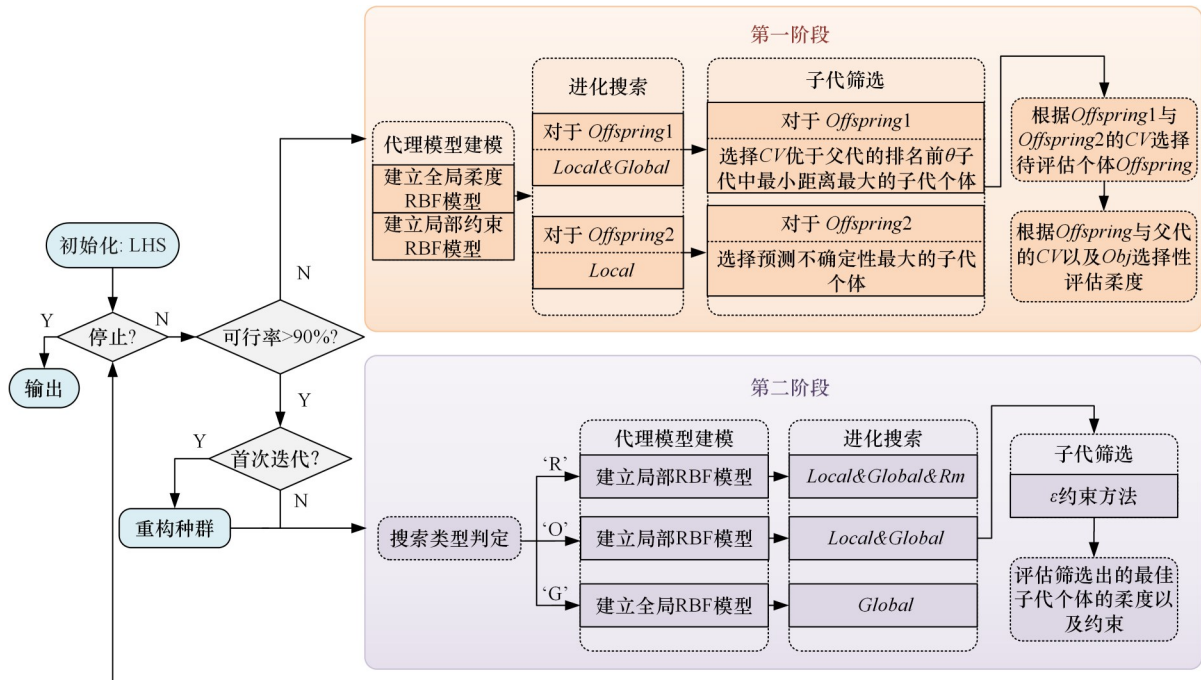 第一阶段
代理模型建模
建立全局柔度
RBF模型
建立局部约束
RBF模型
进化搜索
对于 Offspring1
Local&Global
对于 Offspring2
Local
子代筛选
对于 Offspring1
选择CV优于父代的排名前θ子
代中最小距离最大的子代个体
对于 Offspring2
选择预测不确定性最大的子代
个体
根据Offspring1与
Offspring2的CV选择
待评估个体Offspring
根据Offspring与父代
的CV以及Obj选择性
评估柔度
初始化: LHS
停止?
Y
N
输出
可行率>90%?
N
Y
首次迭代?
Y
N
重构种群
第二阶段
搜索类型判定
‘R’
‘O’
‘G’
代理模型建模
建立局部RBF模型
建立局部RBF模型
建立全局RBF模型
进化搜索
Local&Global&Rm
Local&Global
Global
子代筛选
ε约束方法
评估筛选出的最佳
子代个体的柔度以
及约束